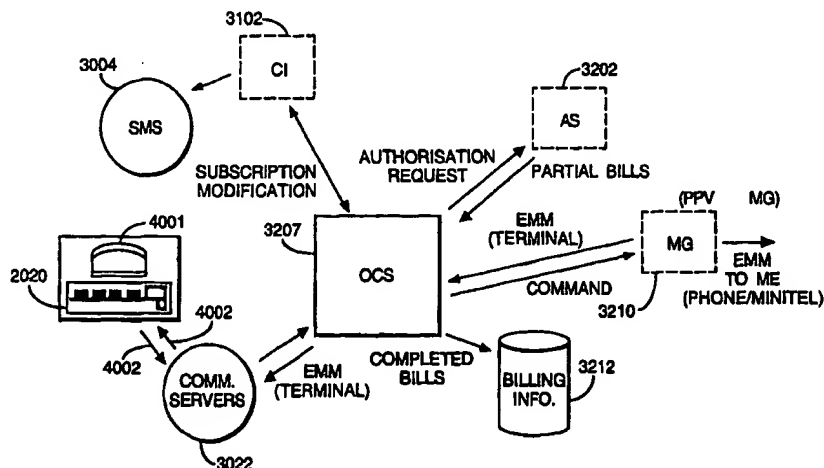 3102
3004
CI
3202
SMS
AS
SUBSCRIPTION
MODIFICATION
AUTHORISATION
REQUEST
PARTIAL BILLS
4001
3207
EMM
(TERMINAL)
(PPV MG)
MG
2020
OCS
COMMAND
EMM
TO ME
(PHONE/MINITEL)
3210
4002
4002
COMM.
SERVERS
EMM
(TERMINAL)
COMPLETED
BILLS
BILLING
INFO.
3212
3022